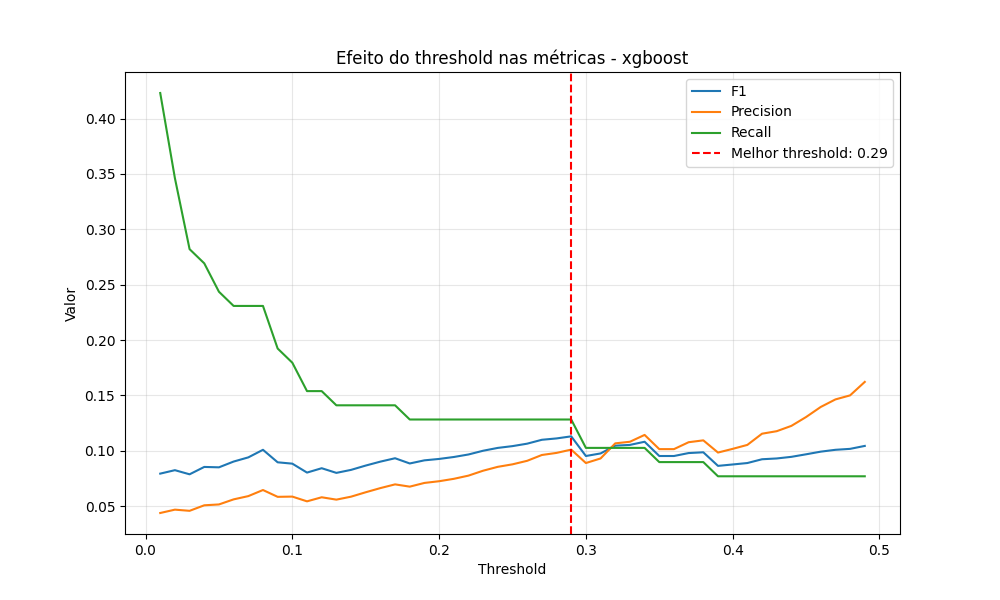 Efeito do threshold nas métricas - xgboost
F1
Precision
Recall
Melhor threshold: 0.29
0.40
0.35
0.30
0.25
0.20
0.15
0.10
0.05
Valor
0.0 0.1 0.2 0.3 0.4 0.5
Threshold